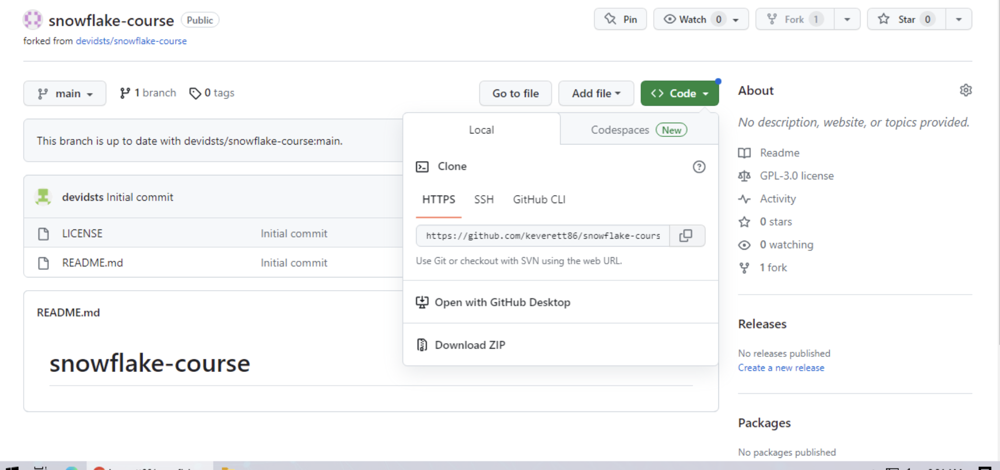 snowflake-course Public
Pin Watch 0 Fork 1 Star 0
forked from devidsts/snowflake-course
main 1 branch 0 tags
Go to file Add file Code
This branch is up to date with devidsts/snowflake-course:main.
devidsts Initial commit
LICENSE Initial commit
README.md Initial commit
README.md
snowflake-course
Local Codespaces New
Clone
HTTPS SSH GitHub CLI
https://github.com/keverett86/snowflake-cours
Use Git or checkout with SVN using the web URL.
Open with GitHub Desktop
Download ZIP
About
No description, website, or topics provided.
Readme
GPL-3.0 license
Activity
0 stars
0 watching
1 fork
Releases
No releases published
Create a new release
Packages
No packages published